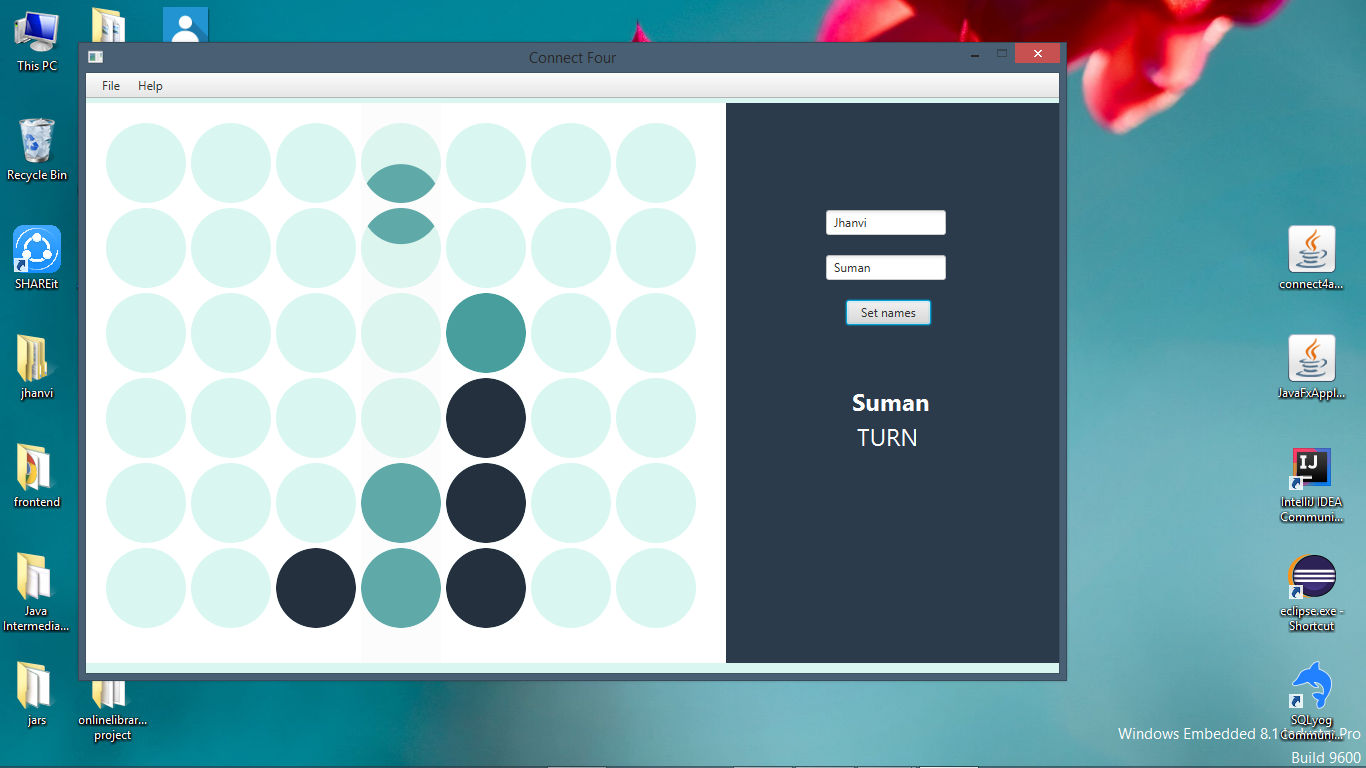 This PC
Recycle Bin
SHAREit
jhanvi
frontend
Java
Intermedia...
jars
onlinelibrar...
project
Connect Four
File Help
Jhanvi
Suman
Set names
Suman
TURN
connect4a...
JavaFxAppl...
IntelliJ IDEA
Communi...
eclipse.exe -
Shortcut
SQLyog
Communi...
Windows Embedded 8.1 Pro
Build 9600